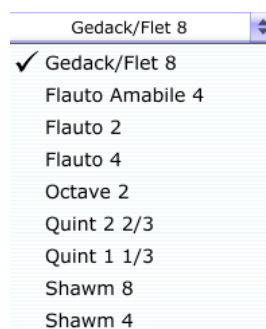 Gedack/Flet 8
Gedack/Flet 8
Flauto Amabile 4
Flauto 2
Flauto 4
Octave 2
Quint 2 2/3
Quint 1 1/3
Shawm 8
Shawm 4